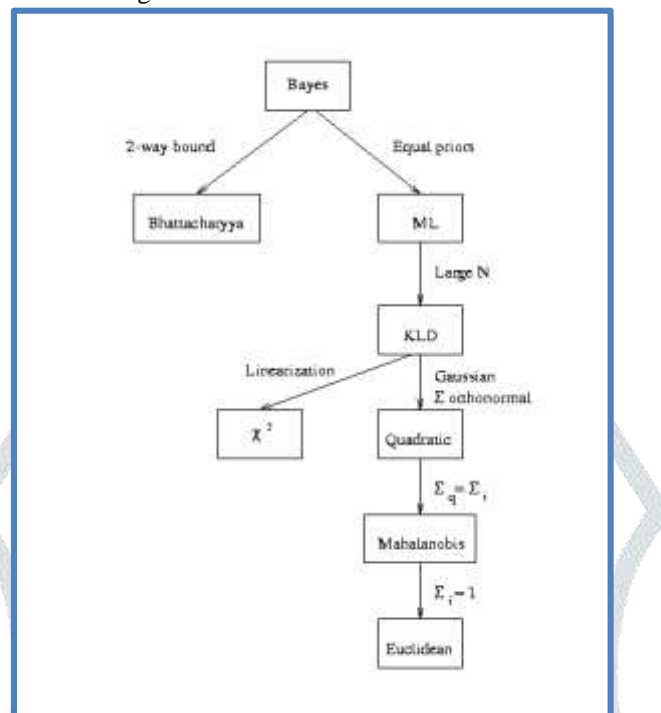 Bayes
2-way bound
Equal priors
Bhattacharyya
ML
Large N
KLD
Linearization
Gaussian
Σ orthonormal
χ²
Quadratic
Σq = Σi
Mahalanobis
Σi = 1
Euclidean